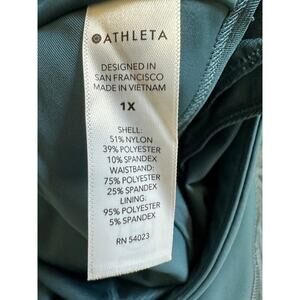 ATHLETA
DESIGNED IN
SAN FRANCISCO
MADE IN VIETNAM
1X
SHELL:
51% NYLON
39% POLYESTER
10% SPANDEX
WAISTBAND:
75% POLYESTER
25% SPANDEX
LINING:
95% POLYESTER
5% SPANDEX
RN 54023